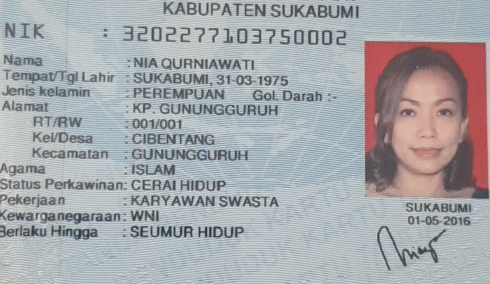 KABUPATEN SUKABUMI
NIK : 3202277103750002
Nama : NIA QURNIAWATI
Tempat/Tgl Lahir : SUKABUMI, 31-03-1975
Jenis kelamin : PEREMPUAN Gol. Darah :-
Alamat : KP. GUNUNGGURUH
RT/RW : 001/001
Kel/Desa : CIBENTANG
Kecamatan : GUNUNGGURUH
Agama : ISLAM
Status Perkawinan: CERAI HIDUP
Pekerjaan : KARYAWAN SWASTA
Kewarganegaraan: WNI
Berlaku Hingga : SEUMUR HIDUP
SUKABUMI
01-05-2016